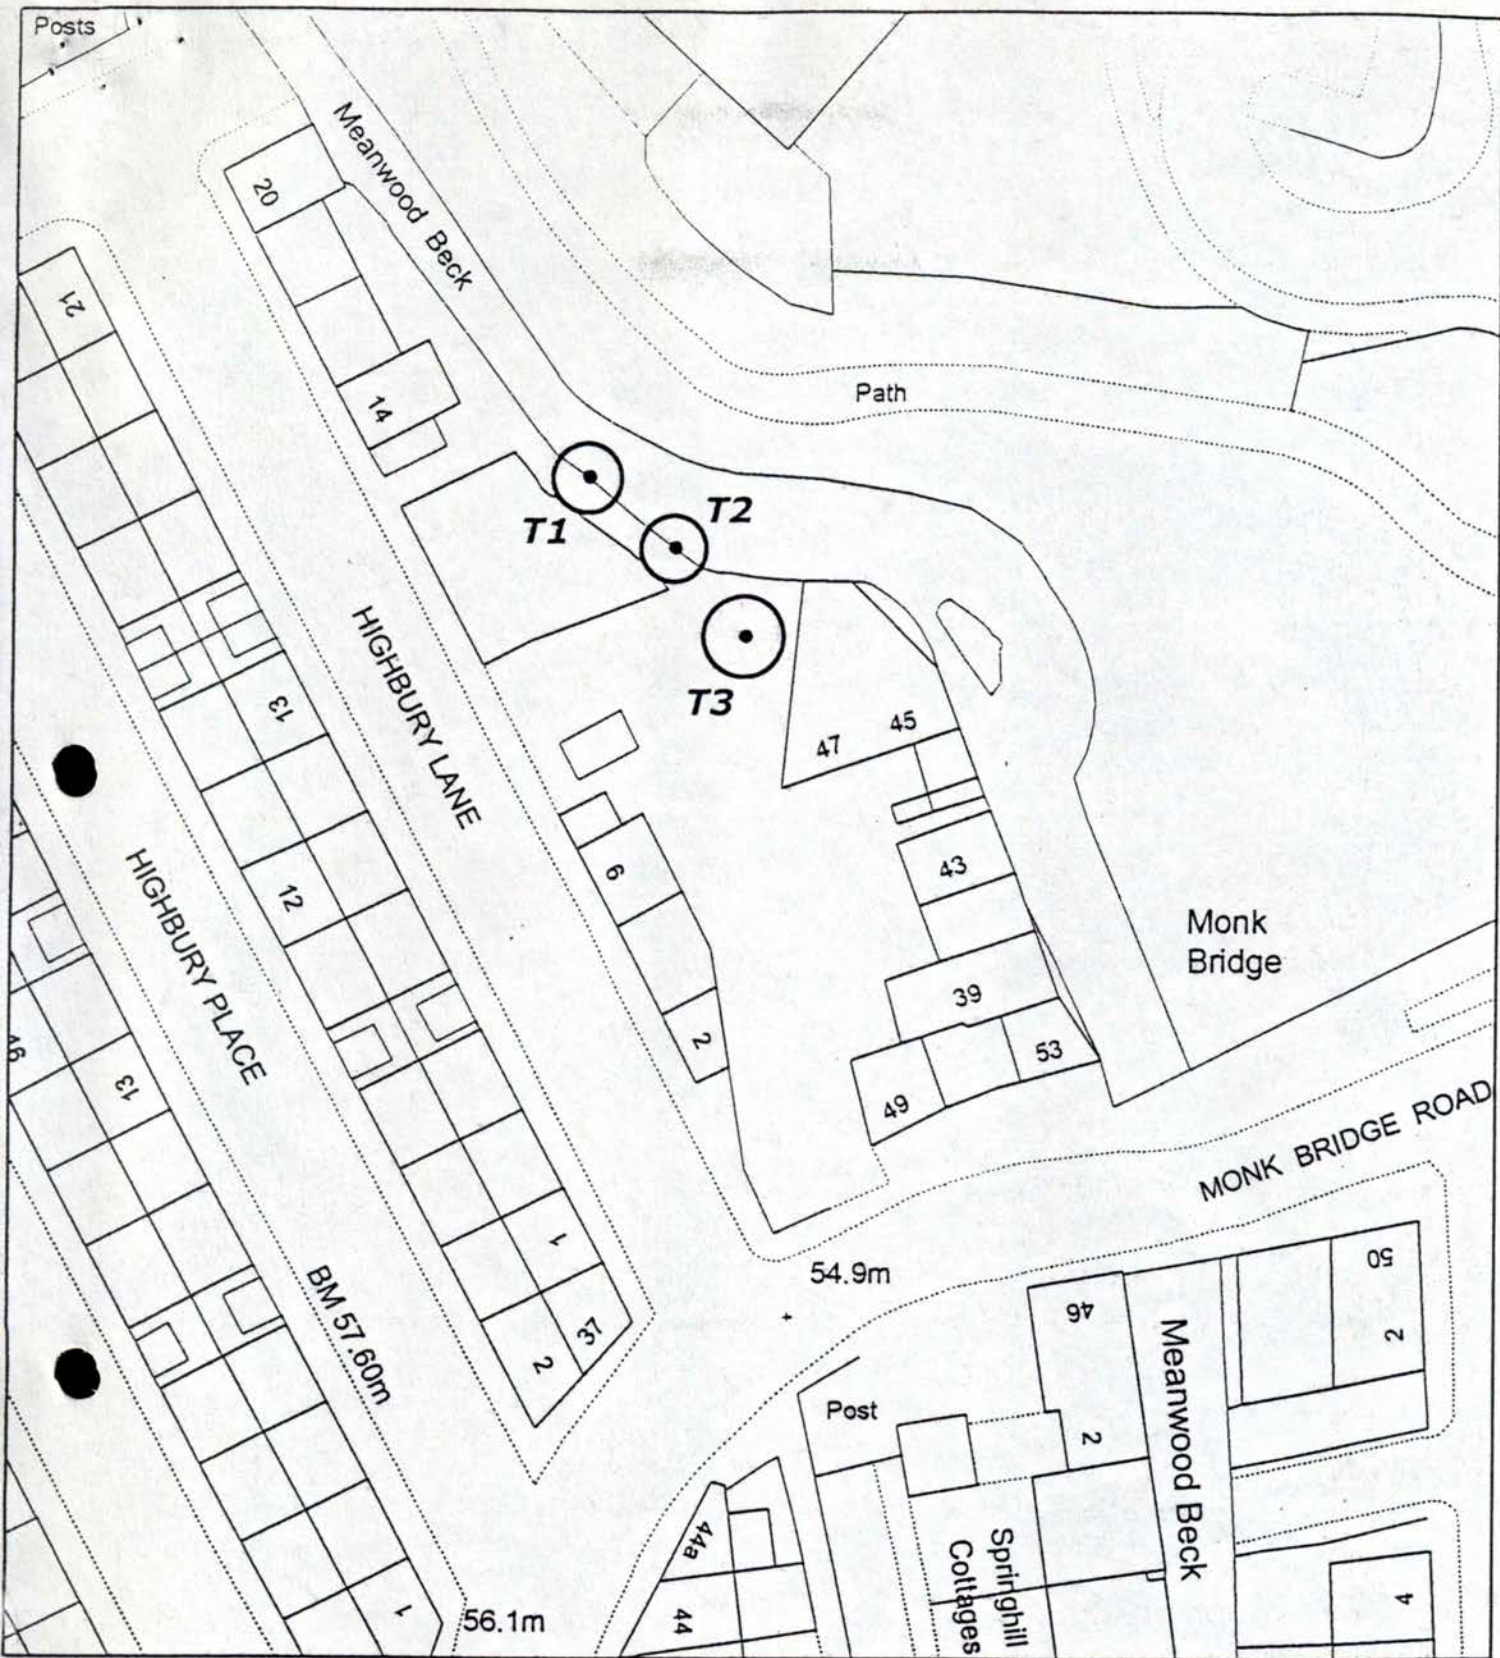 Posts
Meanwood Beck
20
21
Path
14
T1
T2
T3
HIGHBURY LANE
13
45
47
6
43
12
HIGHBURY PLACE
Monk
Bridge
39
2
53
46
13
49
MONK BRIDGE ROAD
1
54.9m
BM 57.60m
37
2
46
50
2
Meanwood Beck
Post
2
44a
Springhill
Cottages
44
4
1
56.1m